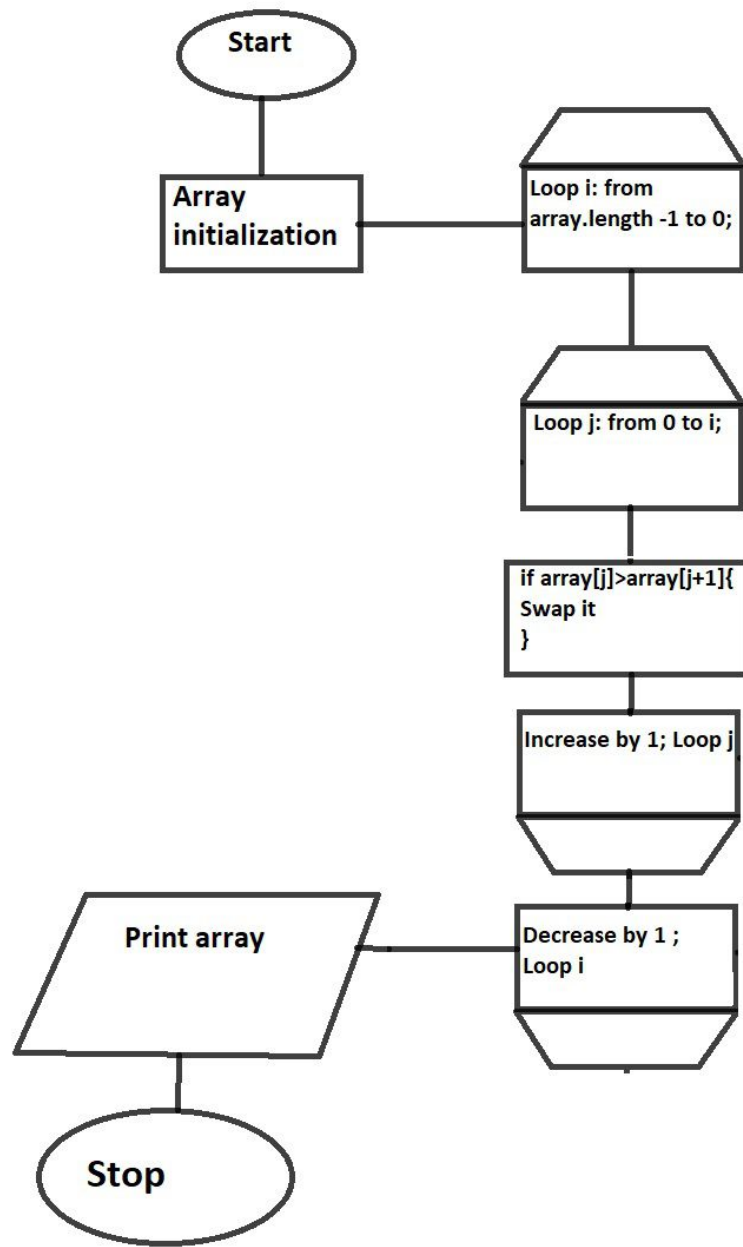 Start
Array
initialization
Loop i: from
array.length -1 to 0;
Loop j: from 0 to i;
if array[j]>array[j+1]{
Swap it
}
Increase by 1; Loop j
Decrease by 1 ;
Loop i
Print array
Stop